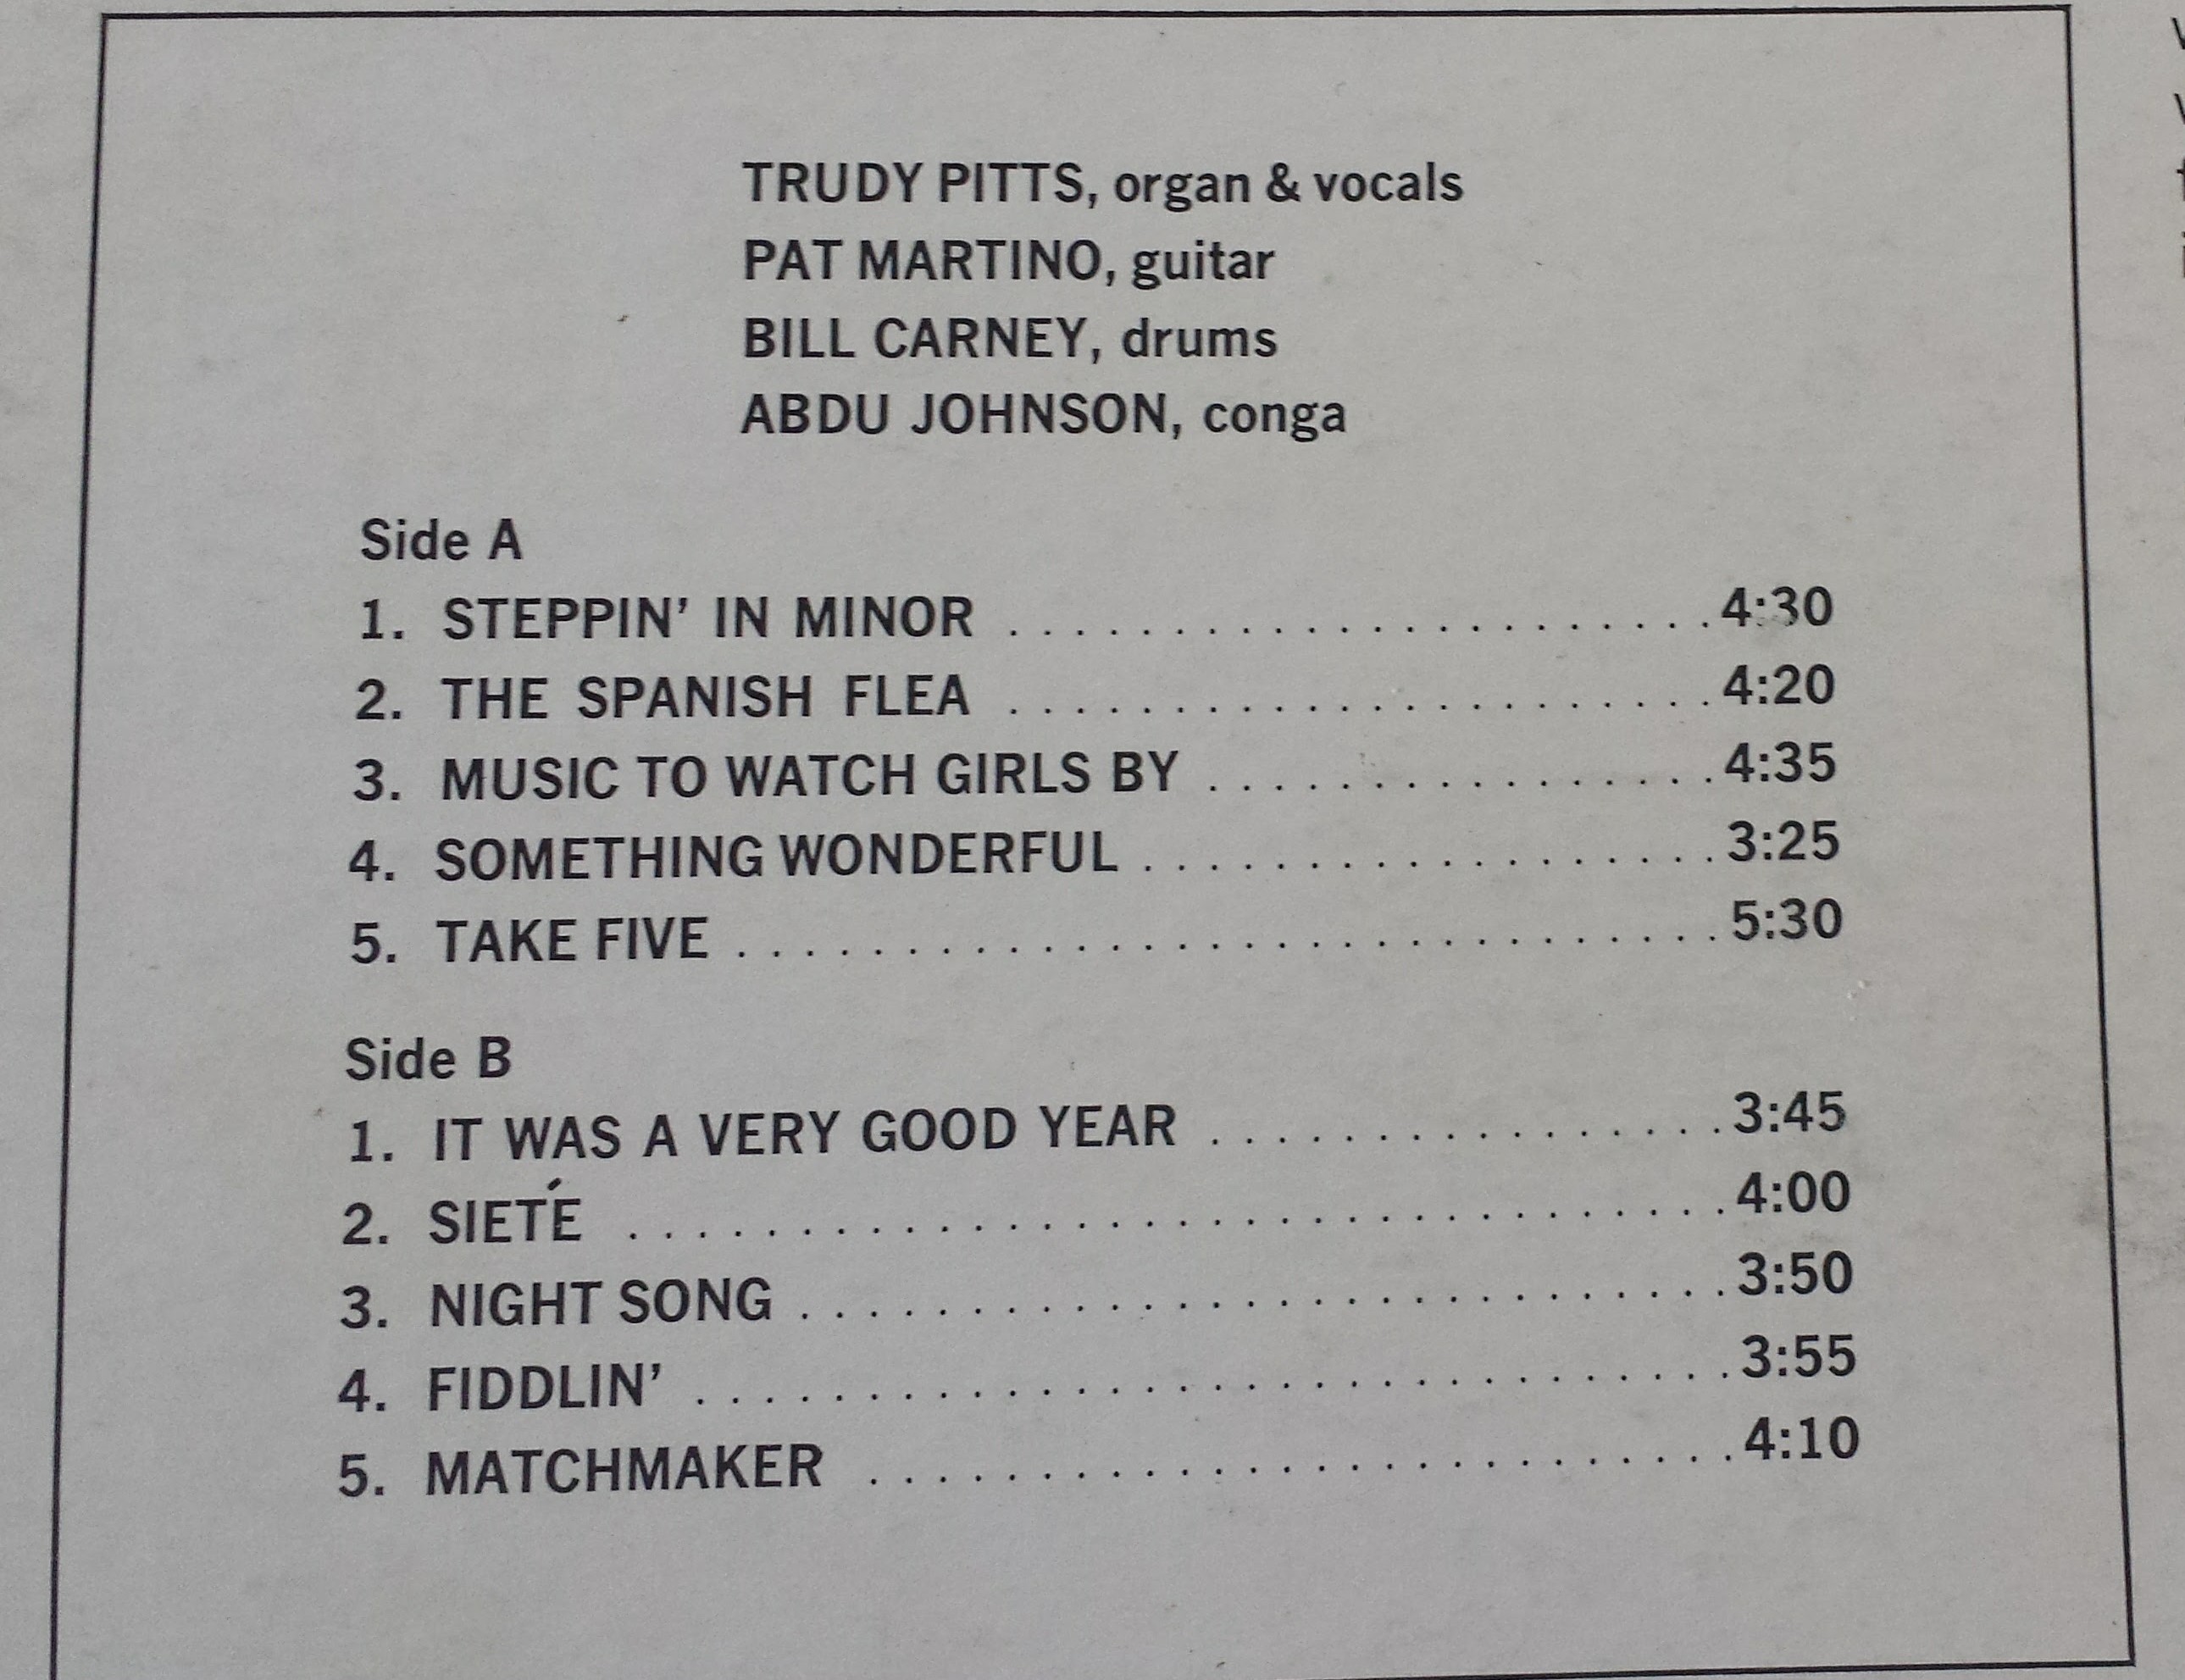 TRUDY PITTS, organ & vocals
PAT MARTINO, guitar
BILL CARNEY, drums
ABDU JOHNSON, conga
Side A
1. STEPPIN’ IN MINOR . . . . . . . . . . . . . . . . . . . . . 4:30
2. THE SPANISH FLEA . . . . . . . . . . . . . . . . . . . . . 4:20
3. MUSIC TO WATCH GIRLS BY . . . . . . . . . . . . . . . 4:35
4. SOMETHING WONDERFUL . . . . . . . . . . . . . . . . . 3:25
5. TAKE FIVE . . . . . . . . . . . . . . . . . . . . . . . . . . . . . 5:30
Side B
1. IT WAS A VERY GOOD YEAR . . . . . . . . . . . . . . . 3:45
2. SIETÉ . . . . . . . . . . . . . . . . . . . . . . . . . . . . . . . . 4:00
3. NIGHT SONG . . . . . . . . . . . . . . . . . . . . . . . . . . . 3:50
4. FIDDLIN’ . . . . . . . . . . . . . . . . . . . . . . . . . . . . . . 3:55
5. MATCHMAKER . . . . . . . . . . . . . . . . . . . . . . . . . 4:10